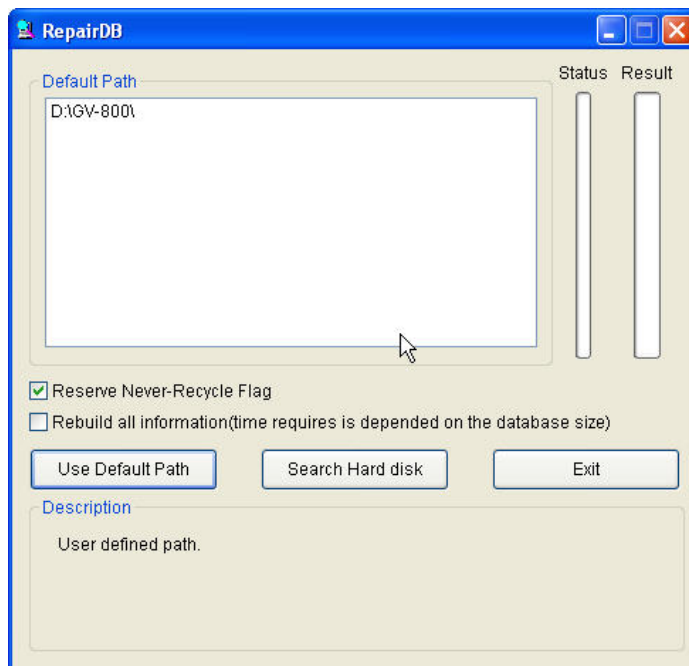 RepairDB
Status Result
Default Path
D:\GV-800\
Reserve Never-Recycle Flag
Rebuild all information(time requires is depended on the database size)
Use Default Path
Search Hard disk
Exit
Description
User defined path.